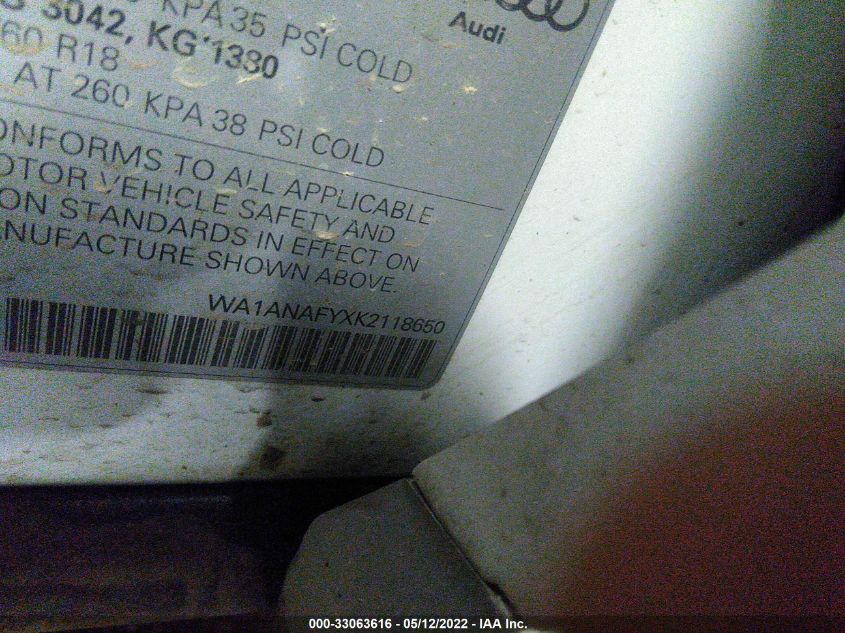 Audi
KPA 35 PSI COLD
3042, KG 1380
60 R18
AT 260 KPA 38 PSI COLD
ONFORMS TO ALL APPLICABLE
OTOR VEHICLE SAFETY AND
ON STANDARDS IN EFFECT ON
ANUFACTURE SHOWN ABOVE.
WA1ANAFYXK2118650
000-33063616 - 05/12/2022 - IAA Inc.